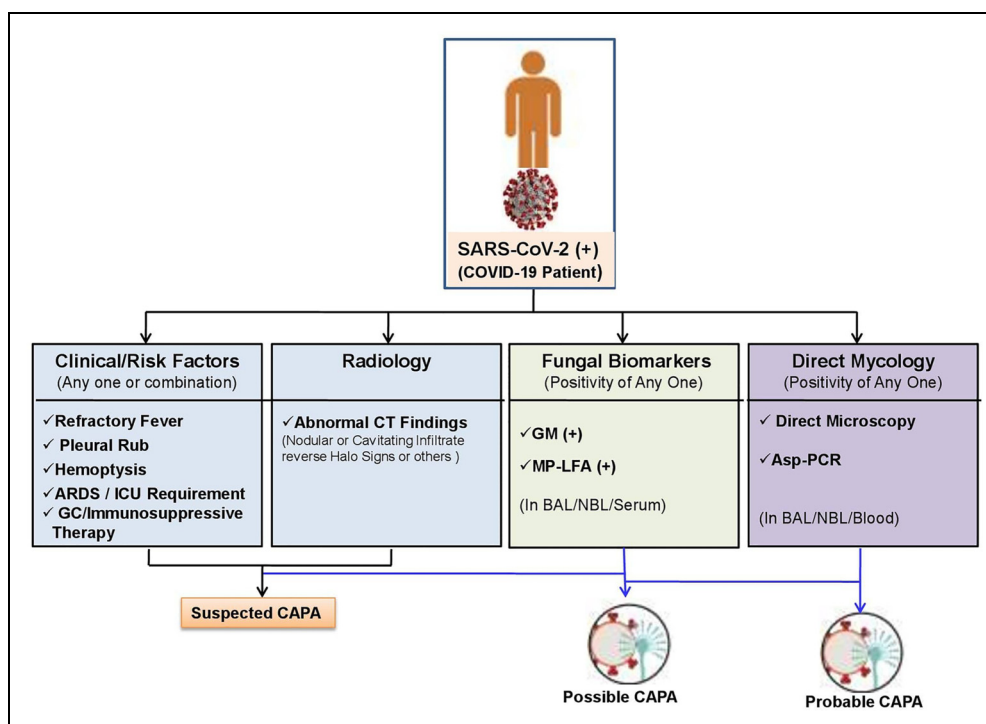 SARS-CoV-2 (+)
(COVID-19 Patient)
Clinical/Risk Factors
(Any one or combination)
✓Refractory Fever
✓ Pleural Rub
✓Hemoptysis
✓ARDS / ICU Requirement
✓ GC/Immunosuppressive
Therapy
Radiology
✓Abnormal CT Findings
(Nodular or Cavitating Infiltrate
reverse Halo Signs or others )
Fungal Biomarkers
(Positivity of Any One)
✓GM (+)
✓MP-LFA (+)
(In BAL/NBL/Serum)
Direct Mycology
(Positivity of Any One)
✓ Direct Microscopy
✓Asp-PCR
(In BAL/NBL/Blood)
Suspected CAPA
Possible CAPA
Probable CAPA